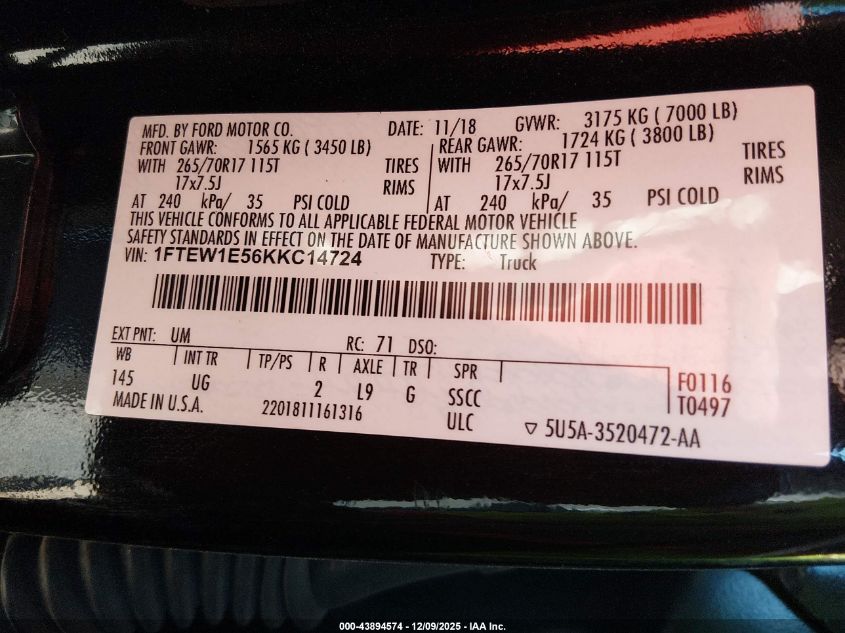 MFD. BY FORD MOTOR CO. DATE: 11/18 GVWR: 3175 KG ( 7000 LB)
FRONT GAWR: 1565 KG ( 3450 LB) REAR GAWR: 1724 KG ( 3800 LB)
WITH 265/70R17 115T TIRES WITH 265/70R17 115T TIRES
17x7.5J RIMS 17x7.5J RIMS
AT 240 kPa/ 35 PSI COLD AT 240 kPa/ 35 PSI COLD
THIS VEHICLE CONFORMS TO ALL APPLICABLE FEDERAL MOTOR VEHICLE
SAFETY STANDARDS IN EFFECT ON THE DATE OF MANUFACTURE SHOWN ABOVE.
VIN: 1FTEW1E56KKC14724 TYPE: Truck
EXT PNT: UM RC: 71 DSO:
WB INT TR TP/PS R AXLE TR SPR
145 UG 2 L9 G SSCC F0116
MADE IN U.S.A. 2201811161316 ULC T0497
▽ 5U5A-3520472-AA
000-43894574 - 12/09/2025 - IAA Inc.